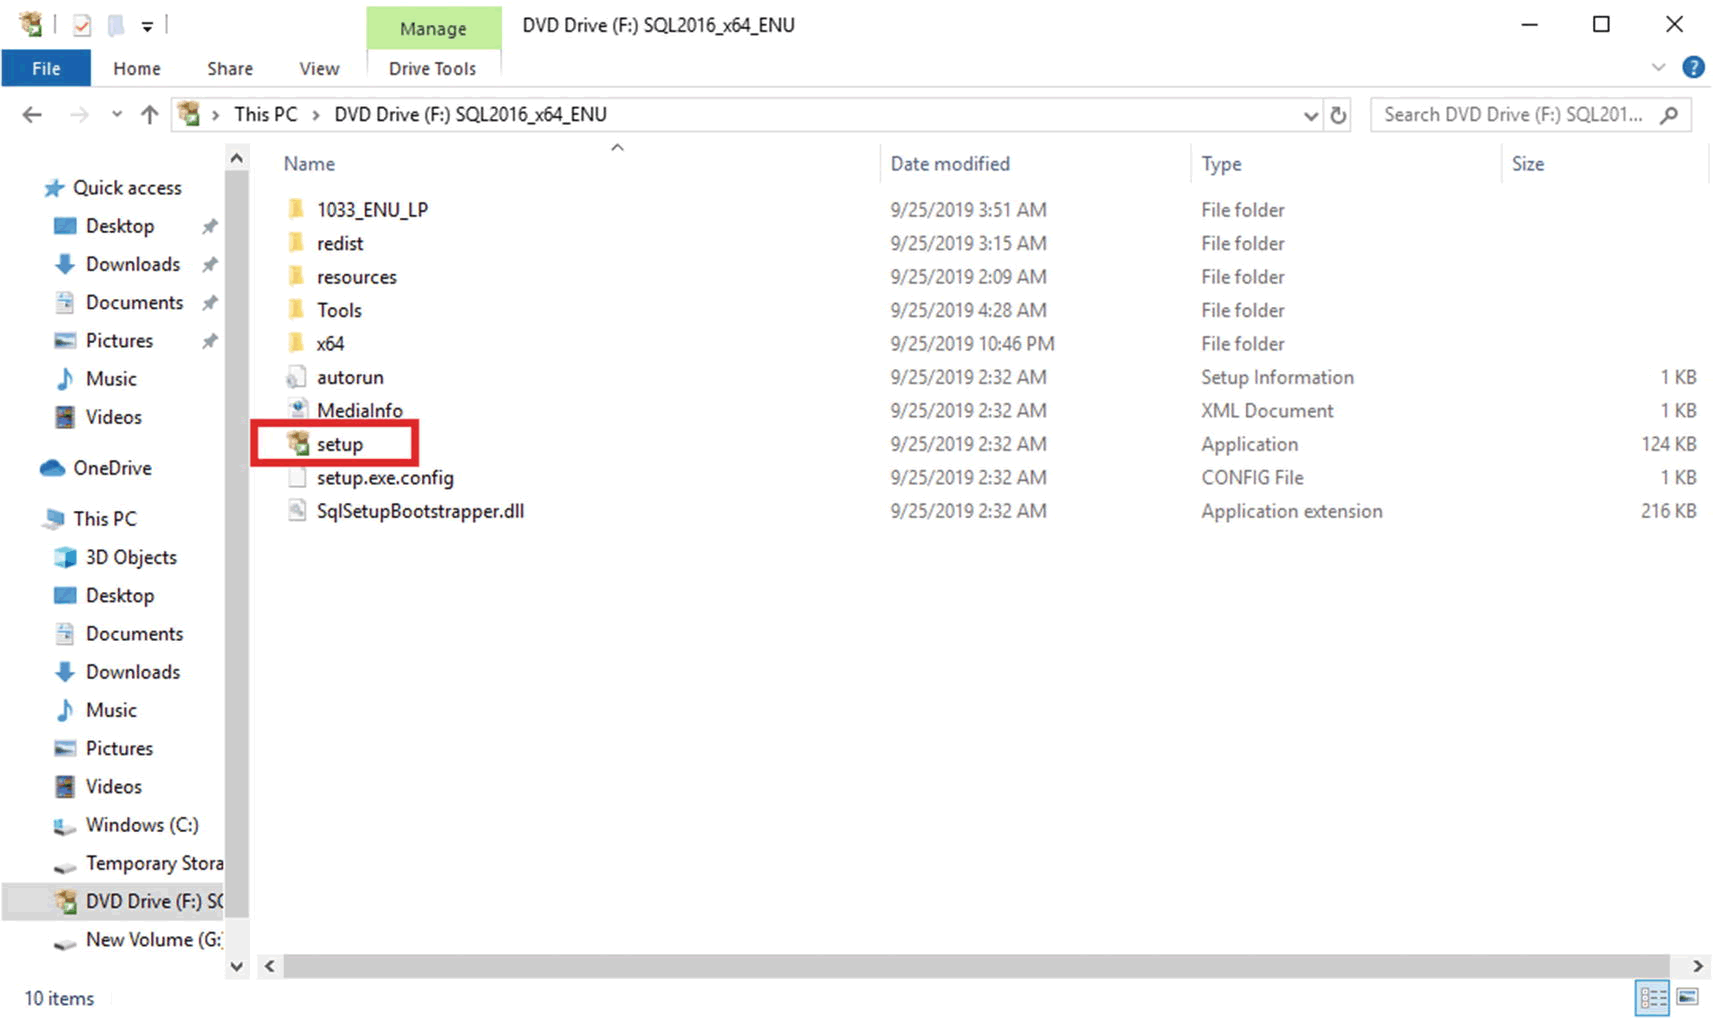 Manage
DVD Drive (F:) SQL2016_x64_ENU
File
Home
Share
View
Drive Tools
?
This PC
DVD Drive (F:) SQL2016_x64_ENU
Search DVD Drive (F:) SQL201...
Name
Date modified
Type
Size
Quick access
Desktop
Downloads
Documents
Pictures
Music
Videos
OneDrive
This PC
3D Objects
Desktop
Documents
Downloads
Music
Pictures
Videos
Windows (C:)
Temporary Stora
DVD Drive (F:) SQ
New Volume (G:
1033_ENU_LP 9/25/2019 3:51 AM File folder
redist 9/25/2019 3:15 AM File folder
resources 9/25/2019 2:09 AM File folder
Tools 9/25/2019 4:28 AM File folder
x64 9/25/2019 10:46 PM File folder
autorun 9/25/2019 2:32 AM Setup Information 1 KB
MediaInfo 9/25/2019 2:32 AM XML Document 1 KB
setup 9/25/2019 2:32 AM Application 124 KB
setup.exe.config 9/25/2019 2:32 AM CONFIG File 1 KB
SqlSetupBootstrapper.dll 9/25/2019 2:32 AM Application extension 216 KB
10 items